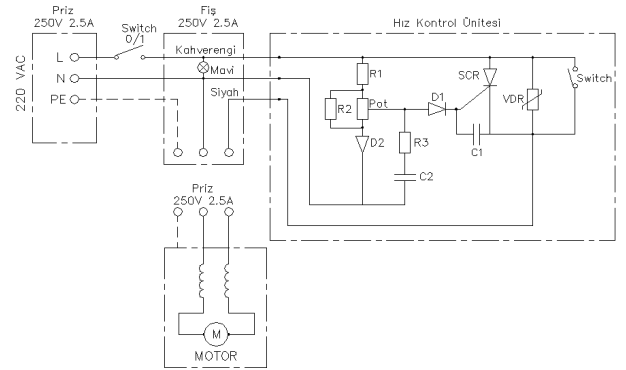 Priz
250V 2.5A
Fiş
250V 2.5A
Hız Kontrol Ünitesi
Switch
0/1
220 VAC
L
N
PE
Kahverengi
Mavi
Siyah
R1
R2
Pot
D2
D1
R3
C2
SCR
C1
VDR
Switch
Priz
250V 2.5A
M
MOTOR